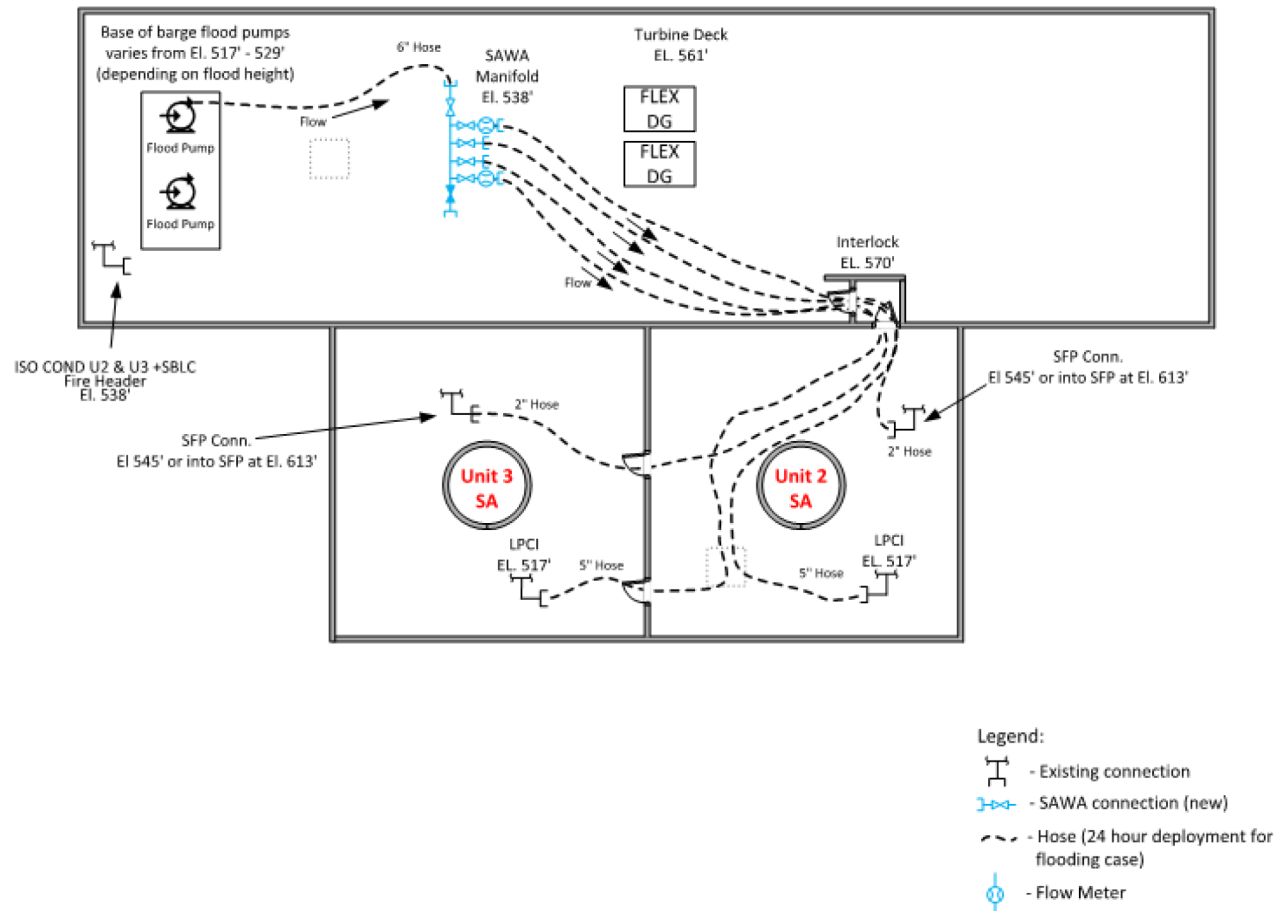 Base of barge flood pumps
varies from El. 517' - 529'
(depending on flood height)
6" Hose
SAWA
Manifold
El. 538'
Turbine Deck
EL. 561'
FLEX
DG
FLEX
DG
Flow
Flood Pump
Flood Pump
Interlock
EL. 570'
Flow
ISO COND U2 & U3 +SBLC
Fire Header
El. 538'
SFP Conn.
El 545' or into SFP at El. 613'
2" Hose
SFP Conn.
El 545' or into SFP at El. 613'
2" Hose
Unit 3
SA
Unit 2
SA
LPCI
EL. 517'
5" Hose
LPCI
EL. 517'
5" Hose
Legend:
- Existing connection
- SAWA connection (new)
- Hose (24 hour deployment for
flooding case)
- Flow Meter